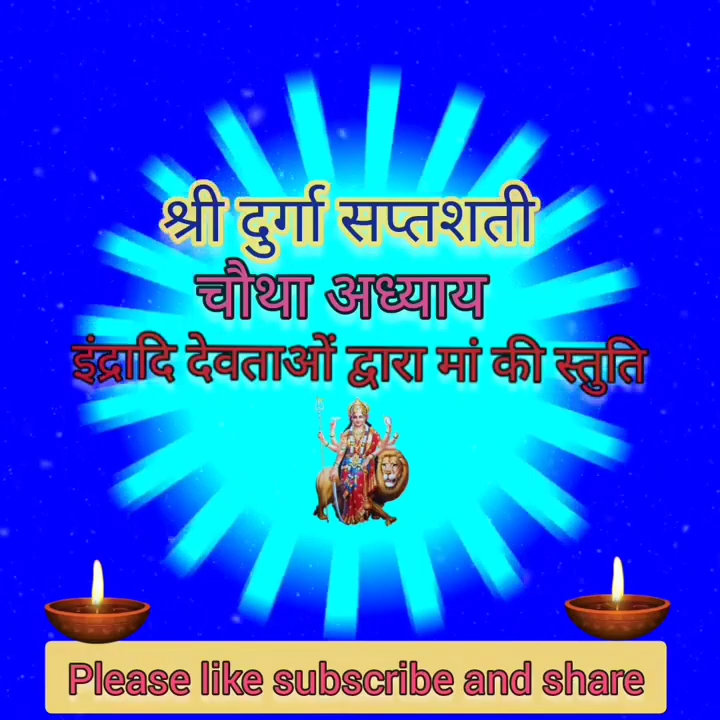 श्री दुर्गा सप्तशती
चौथा अध्याय
इंद्रादि देवताओं द्वारा मां की स्तुति
Please like subscribe and share